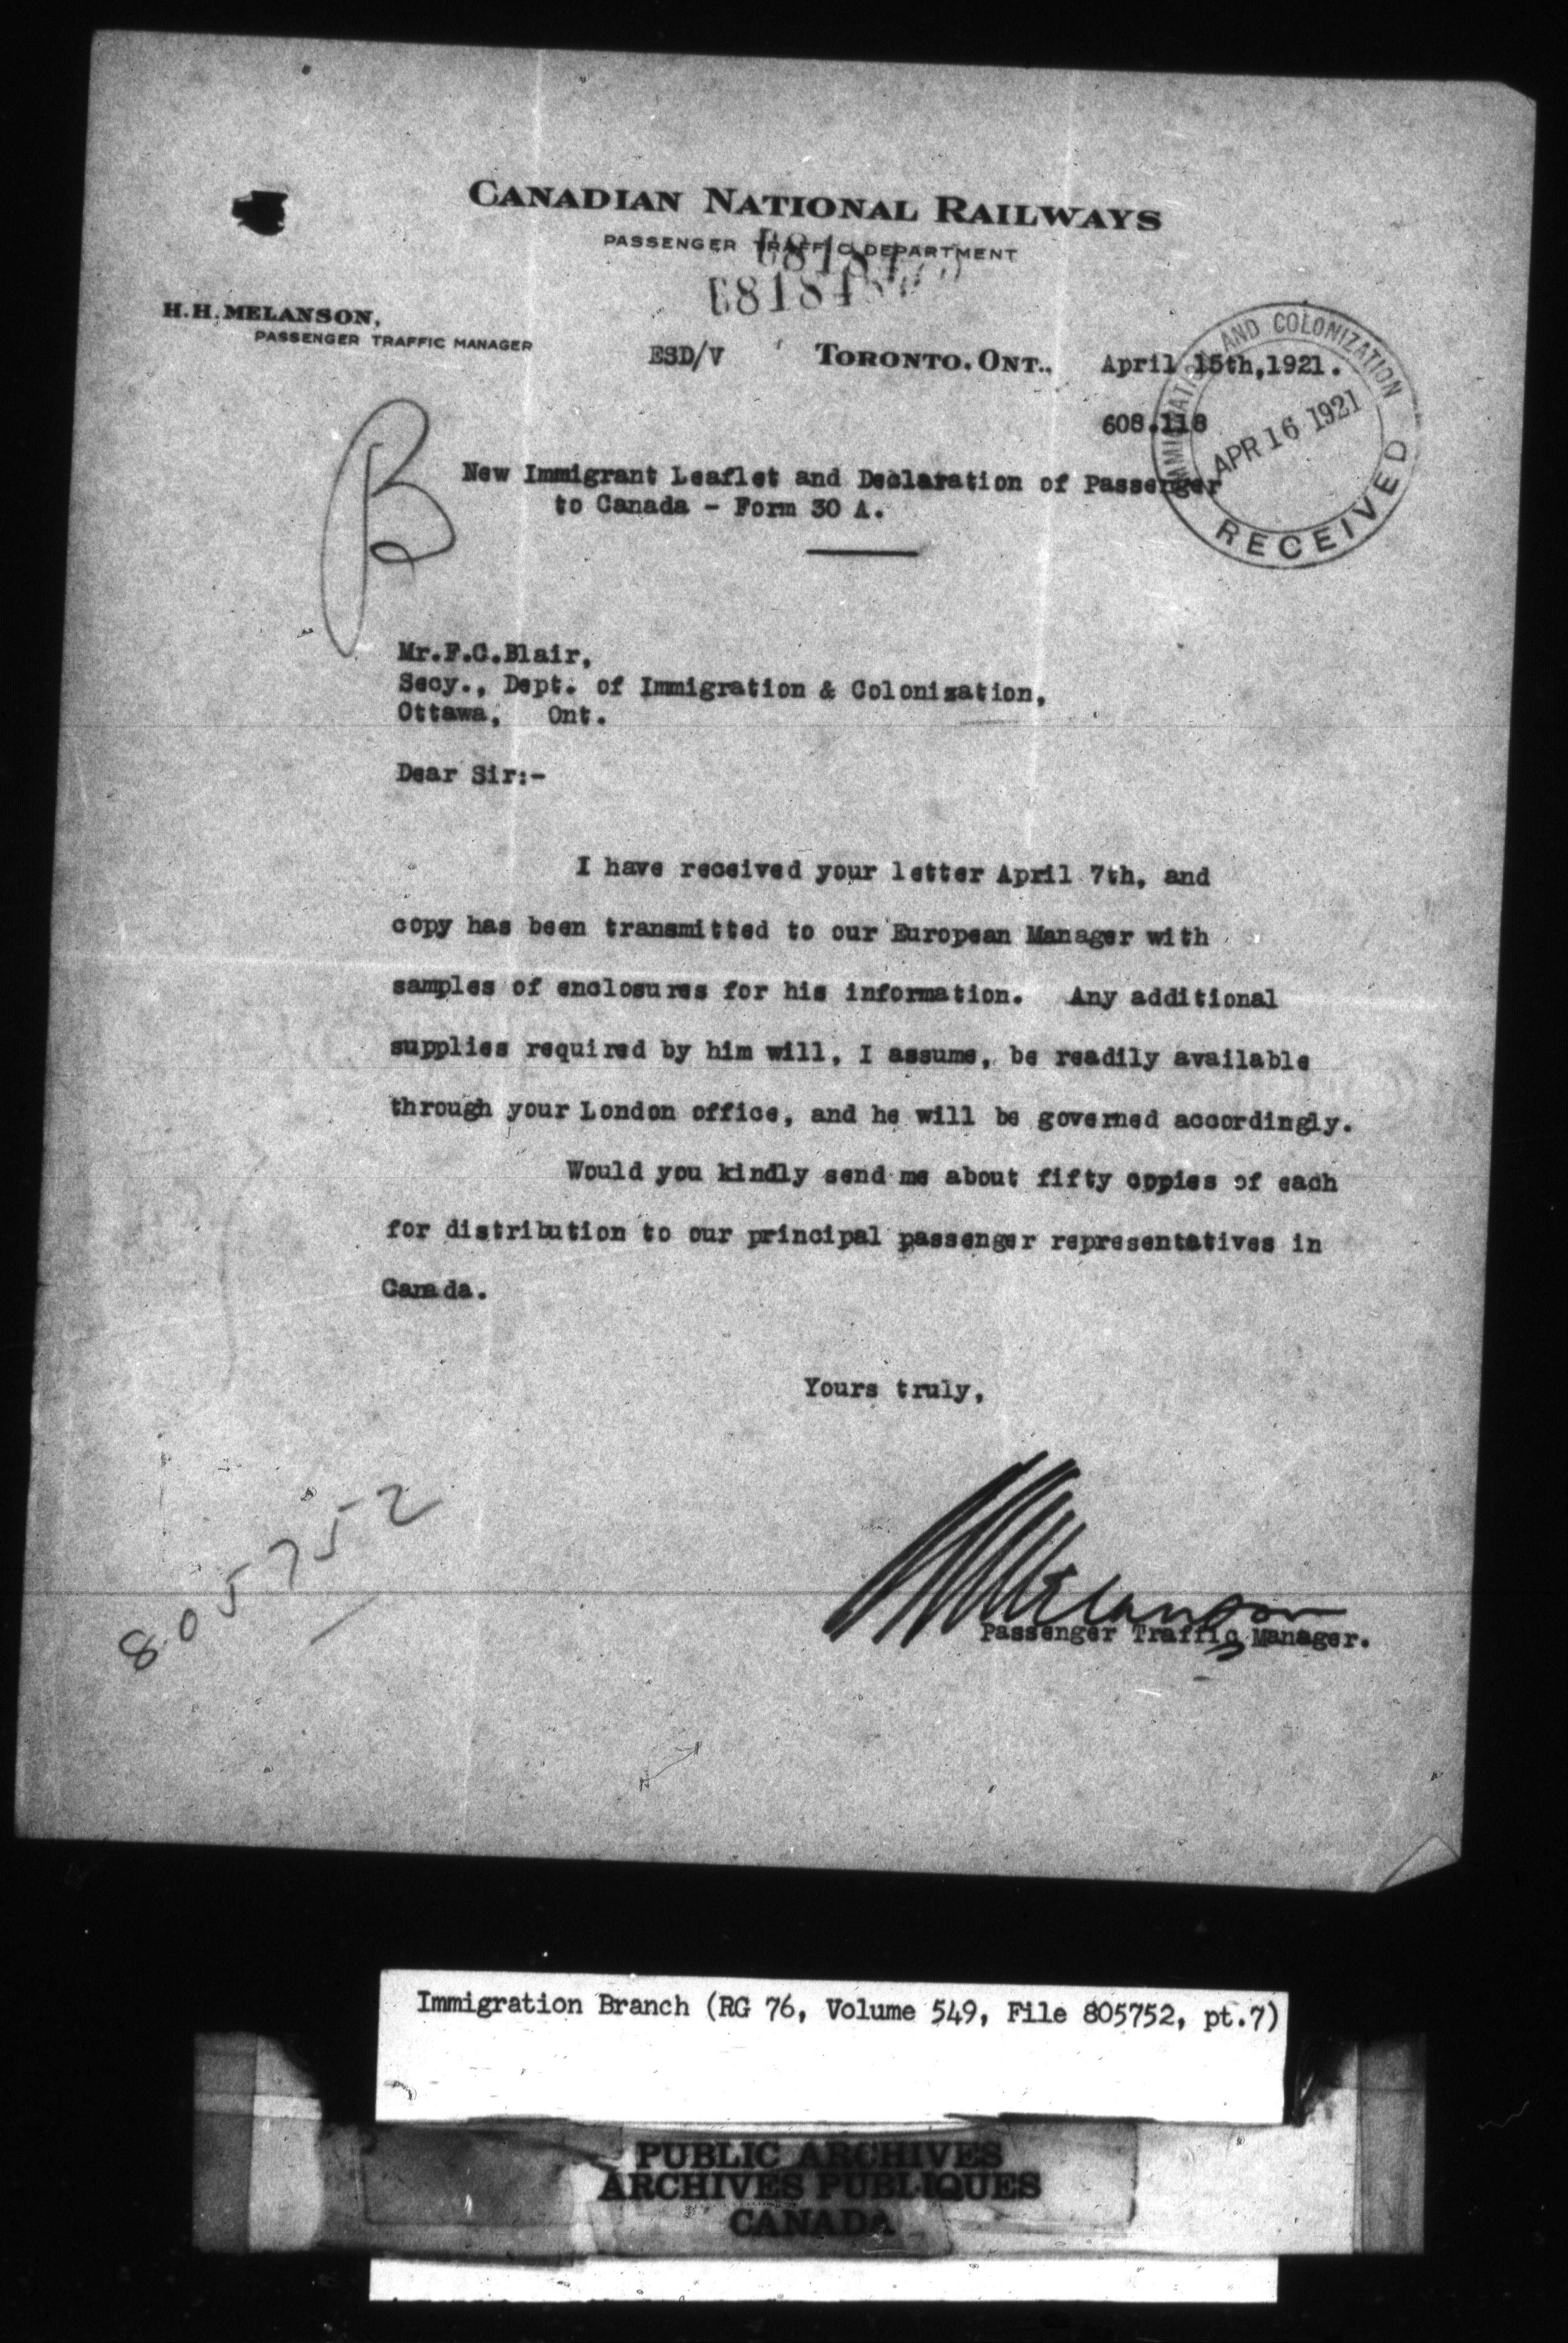 CANADIAN NATIONAL RAILWAYS
PASSENGER TRAFFIC DEPARTMENT
H. H. MELANSON,
PASSENGER TRAFFIC MANAGER
ESD/V TORONTO, ONT., April 15th,1921.
608.118
IMMIGRATION AND COLONIZATION
APR 16 1921
RECEIVED
B
New Immigrant Leaflet and Declaration of Passenger
to Canada - Form 30 A.
Mr.F.C.Blair,
Secy., Dept. of Immigration & Colonization,
Ottawa, Ont.
Dear Sir:-
I have received your letter April 7th, and
copy has been transmitted to our European Manager with
samples of enclosures for his information. Any additional
supplies required by him will, I assume, be readily available
through your London office, and he will be governed accordingly.
Would you kindly send me about fifty copies of each
for distribution to our principal passenger representatives in
Canada.
Yours truly,
HHMelanson
Passenger Traffic Manager.
805752
Immigration Branch (RG 76, Volume 549, File 805752, pt.7)
PUBLIC ARCHIVES
ARCHIVES PUBLIQUES
CANADA